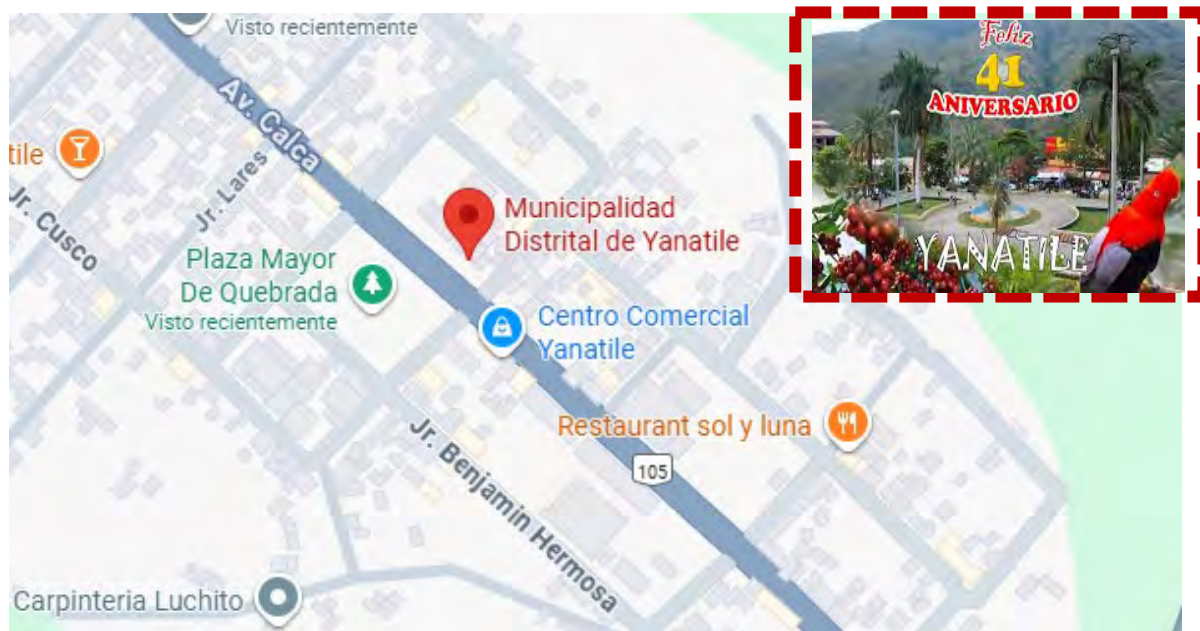 Visto recientemente
Av. Calca
tile
Jr. Lares
Jr. Cusco
Municipalidad
Distrital de Yanatile
Plaza Mayor
De Quebrada
Visto recientemente
Centro Comercial
Yanatile
Restaurant sol y luna
105
Jr. Benjamin Hermosa
Carpinteria Luchito
Feliz
41
ANIVERSARIO
YANATILE